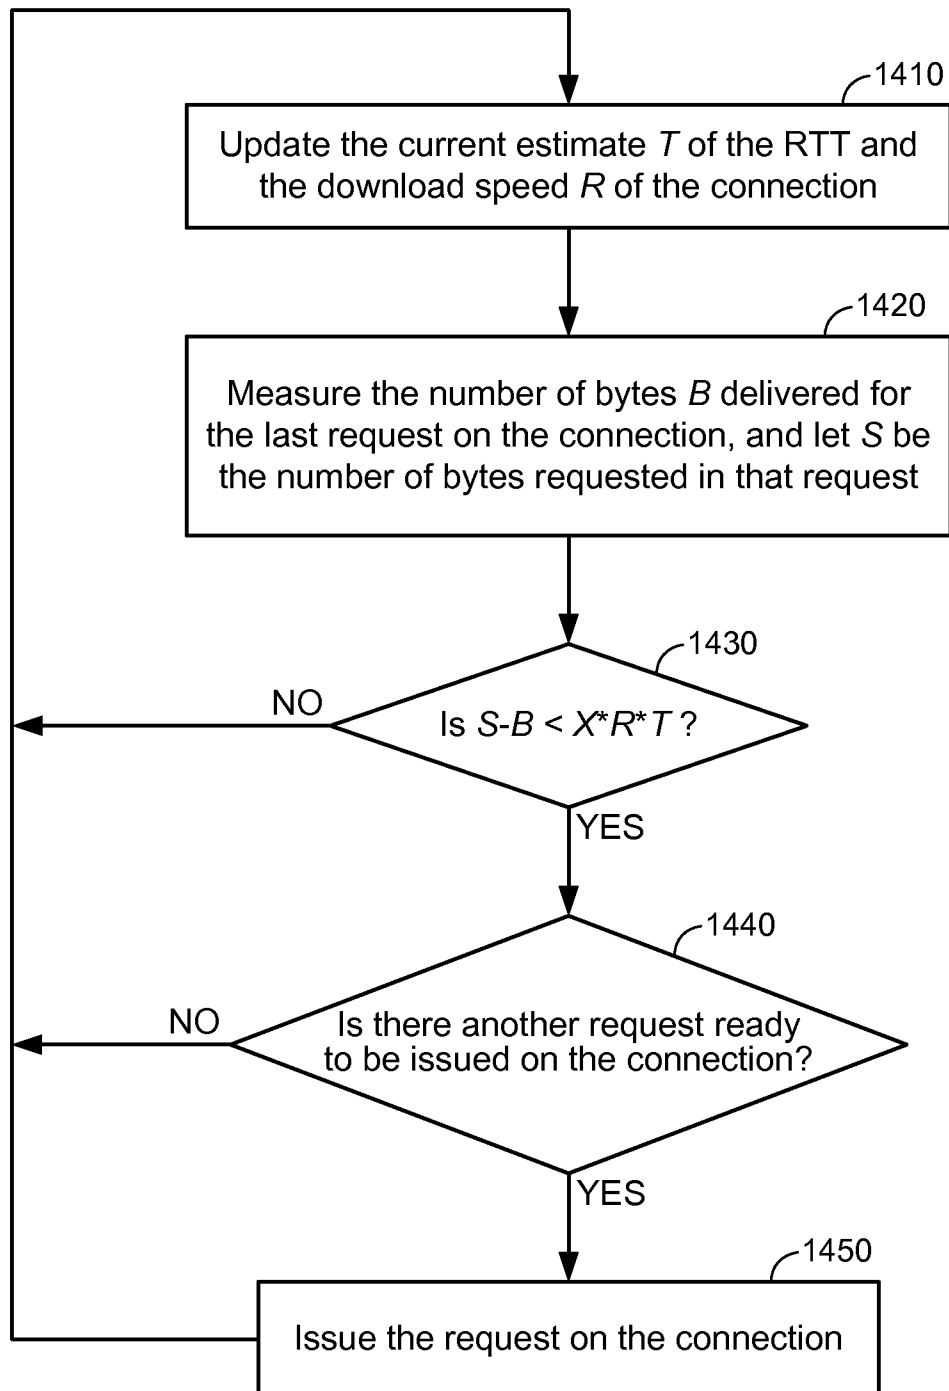 1410
Update the current estimate T of the RTT and
the download speed R of the connection
1420
Measure the number of bytes B delivered for
the last request on the connection, and let S be
the number of bytes requested in that request
1430
NO
Is S-B < X*R*T ?
YES
1440
NO
Is there another request ready
to be issued on the connection?
YES
1450
Issue the request on the connection